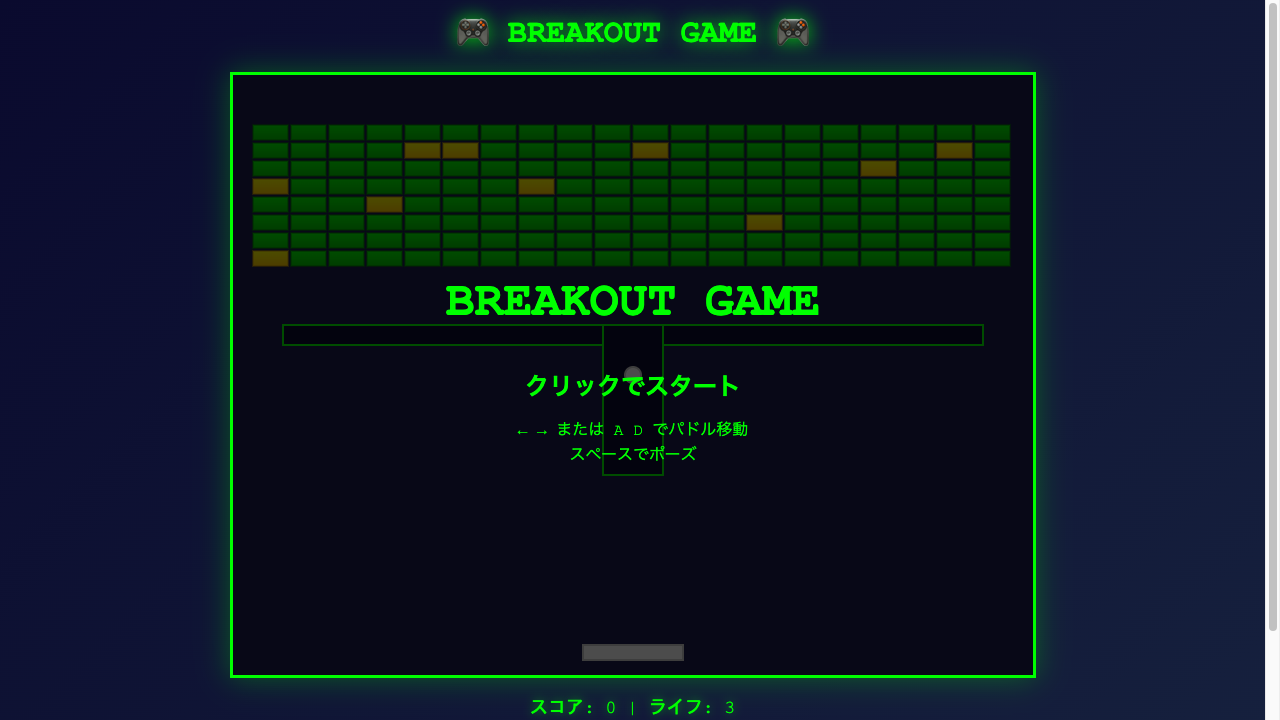 🎮 BREAKOUT GAME 🎮
BREAKOUT GAME
クリックでスタート
← → または A D でパドル移動
スペースでポーズ
スコア: 0 | ライフ: 3